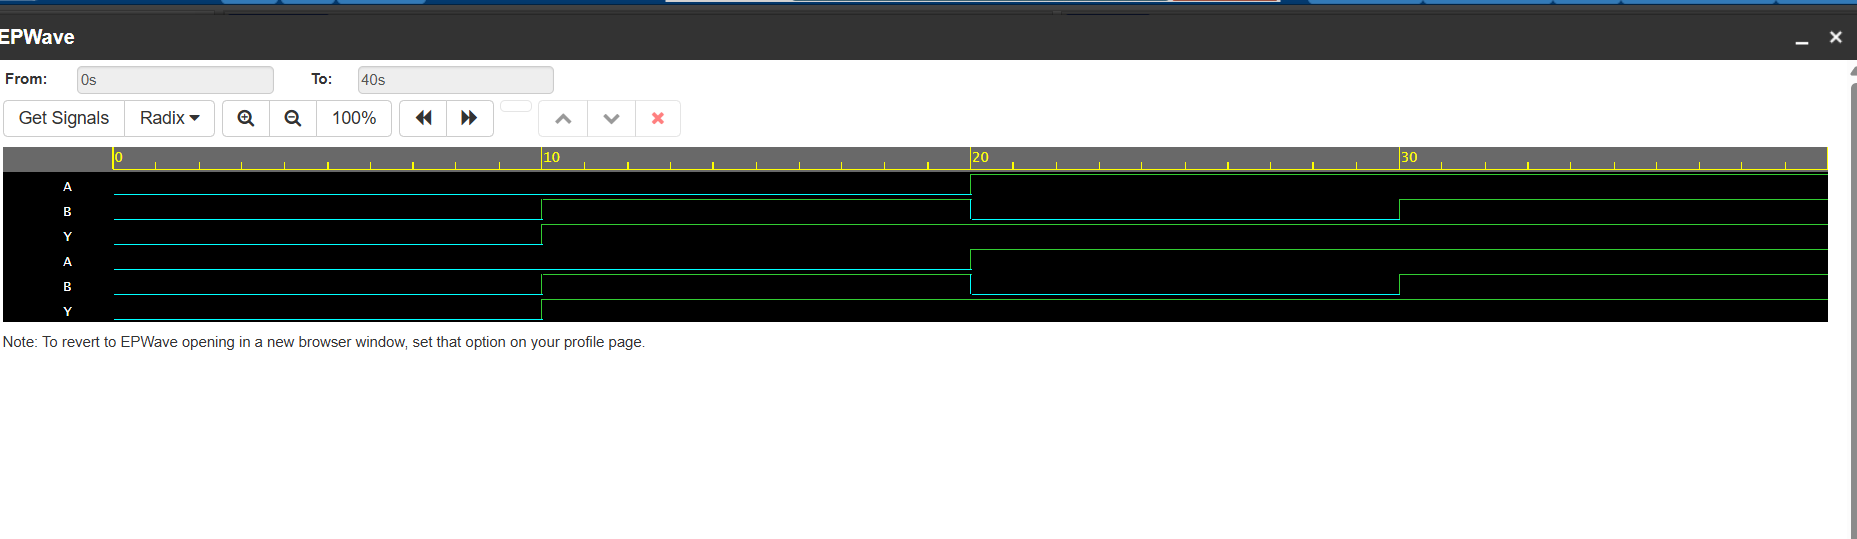 EPWave
From: 0s To: 40s
Get Signals Radix 100%
0 10 20 30
A
B
Y
A
B
Y
Note: To revert to EPWave opening in a new browser window, set that option on your profile page.